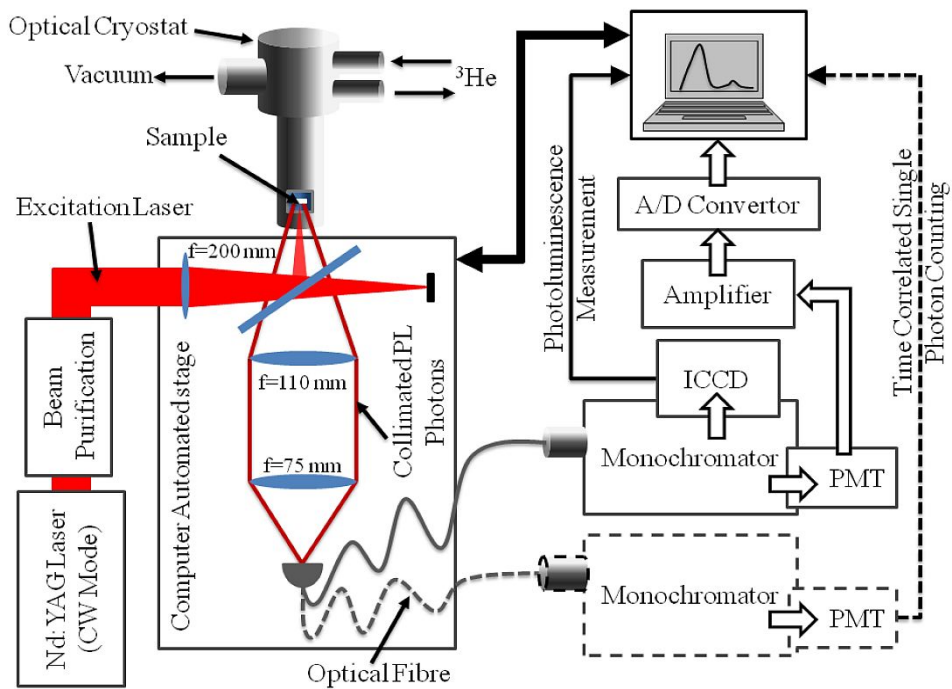 Optical Cryostat
Vacuum
³He
Sample
Excitation Laser
f=200 mm
Beam
Purification
Nd: YAG Laser
(CW Mode)
Computer Automated stage
f=110 mm
Collimated PL
Photons
f=75 mm
Optical Fibre
Photoluminescence
Measurement
A/D Convertor
Amplifier
ICCD
Monochromator
PMT
Monochromator
PMT
Time Correlated Single
Photon Counting